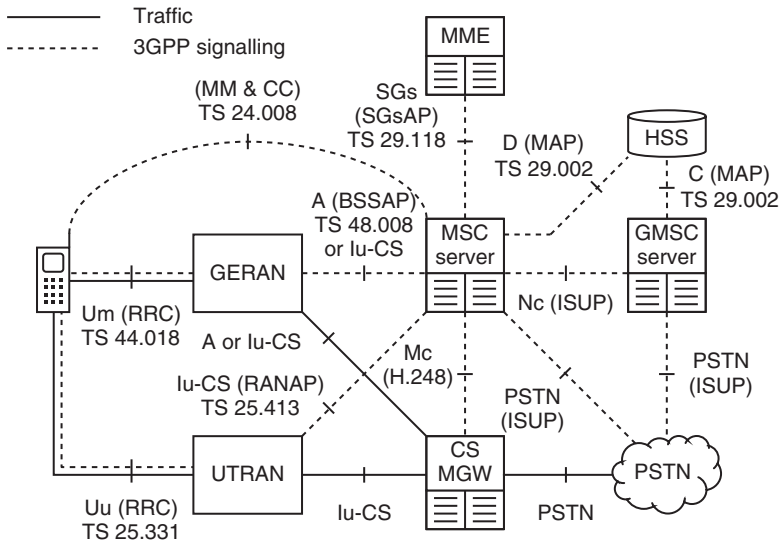 Traffic
3GPP signalling
MME
(MM & CC)
TS 24.008
SGs
(SGsAP)
TS 29.118
HSS
D (MAP)
TS 29.002
C (MAP)
TS 29.002
A (BSSAP)
TS 48.008
or Iu-CS
MSC
server
GMSC
server
GERAN
Nc (ISUP)
Um (RRC)
TS 44.018
A or Iu-CS
Mc
(H.248)
Iu-CS (RANAP)
TS 25.413
PSTN
(ISUP)
PSTN
(ISUP)
UTRAN
CS
MGW
PSTN
Uu (RRC)
TS 25.331
Iu-CS
PSTN